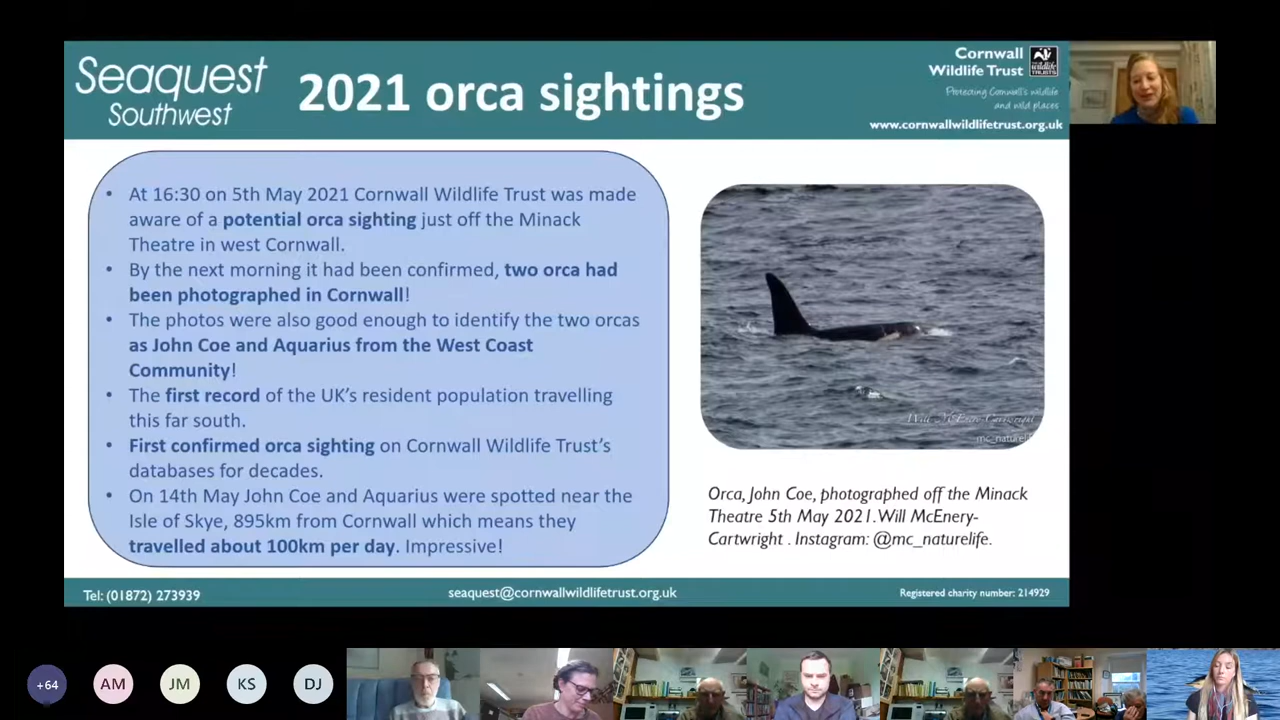 Seaquest
Southwest
2021 orca sightings
Cornwall
Wildlife Trust
Protecting Cornwall's wildlife
and wild places
www.cornwallwildlifetrust.org.uk
• At 16:30 on 5th May 2021 Cornwall Wildlife Trust was made
aware of a potential orca sighting just off the Minack
Theatre in west Cornwall.
• By the next morning it had been confirmed, two orca had
been photographed in Cornwall!
• The photos were also good enough to identify the two orcas
as John Coe and Aquarius from the West Coast
Community!
• The first record of the UK's resident population travelling
this far south.
• First confirmed orca sighting on Cornwall Wildlife Trust's
databases for decades.
• On 14th May John Coe and Aquarius were spotted near the
Isle of Skye, 895km from Cornwall which means they
travelled about 100km per day. Impressive!
Will McEnery-Cartwright
mc_naturelife
Orca, John Coe, photographed off the Minack
Theatre 5th May 2021.Will McEnery-
Cartwright . Instagram: @mc_naturelife.
Tel: (01872) 273939
seaquest@cornwallwildlifetrust.org.uk
Registered charity number: 214929
+64
AM
JM
KS
DJ